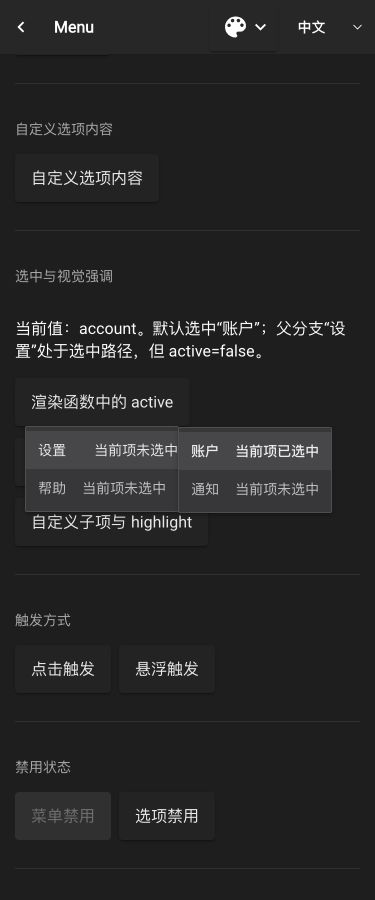 Menu
中文
自定义选项内容
自定义选项内容
选中与视觉强调
当前值：account。默认选中“账户”；父分支“设
置”处于选中路径，但 active=false。
渲染函数中的 active
设置 当前项未选中
账户 当前项已选中
帮助 当前项未选中
通知 当前项未选中
自定义子项与 highlight
触发方式
点击触发
悬浮触发
禁用状态
菜单禁用
选项禁用